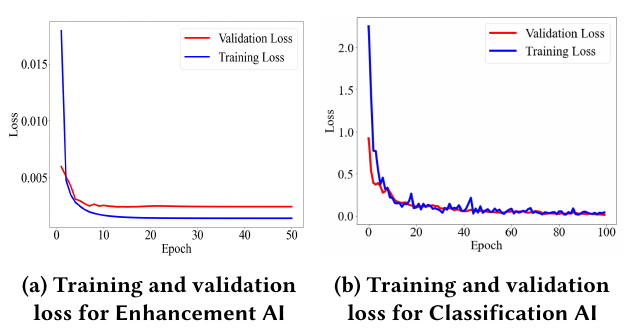 Validation Loss
Training Loss
0.015
0.010
0.005
Loss
0 10 20 30 40 50
Epoch
(a) Training and validation
loss for Enhancement AI
Validation Loss
Training Loss
2.0
1.5
1.0
0.5
0.0
Loss
0 20 40 60 80 100
Epoch
(b) Training and validation
loss for Classification AI